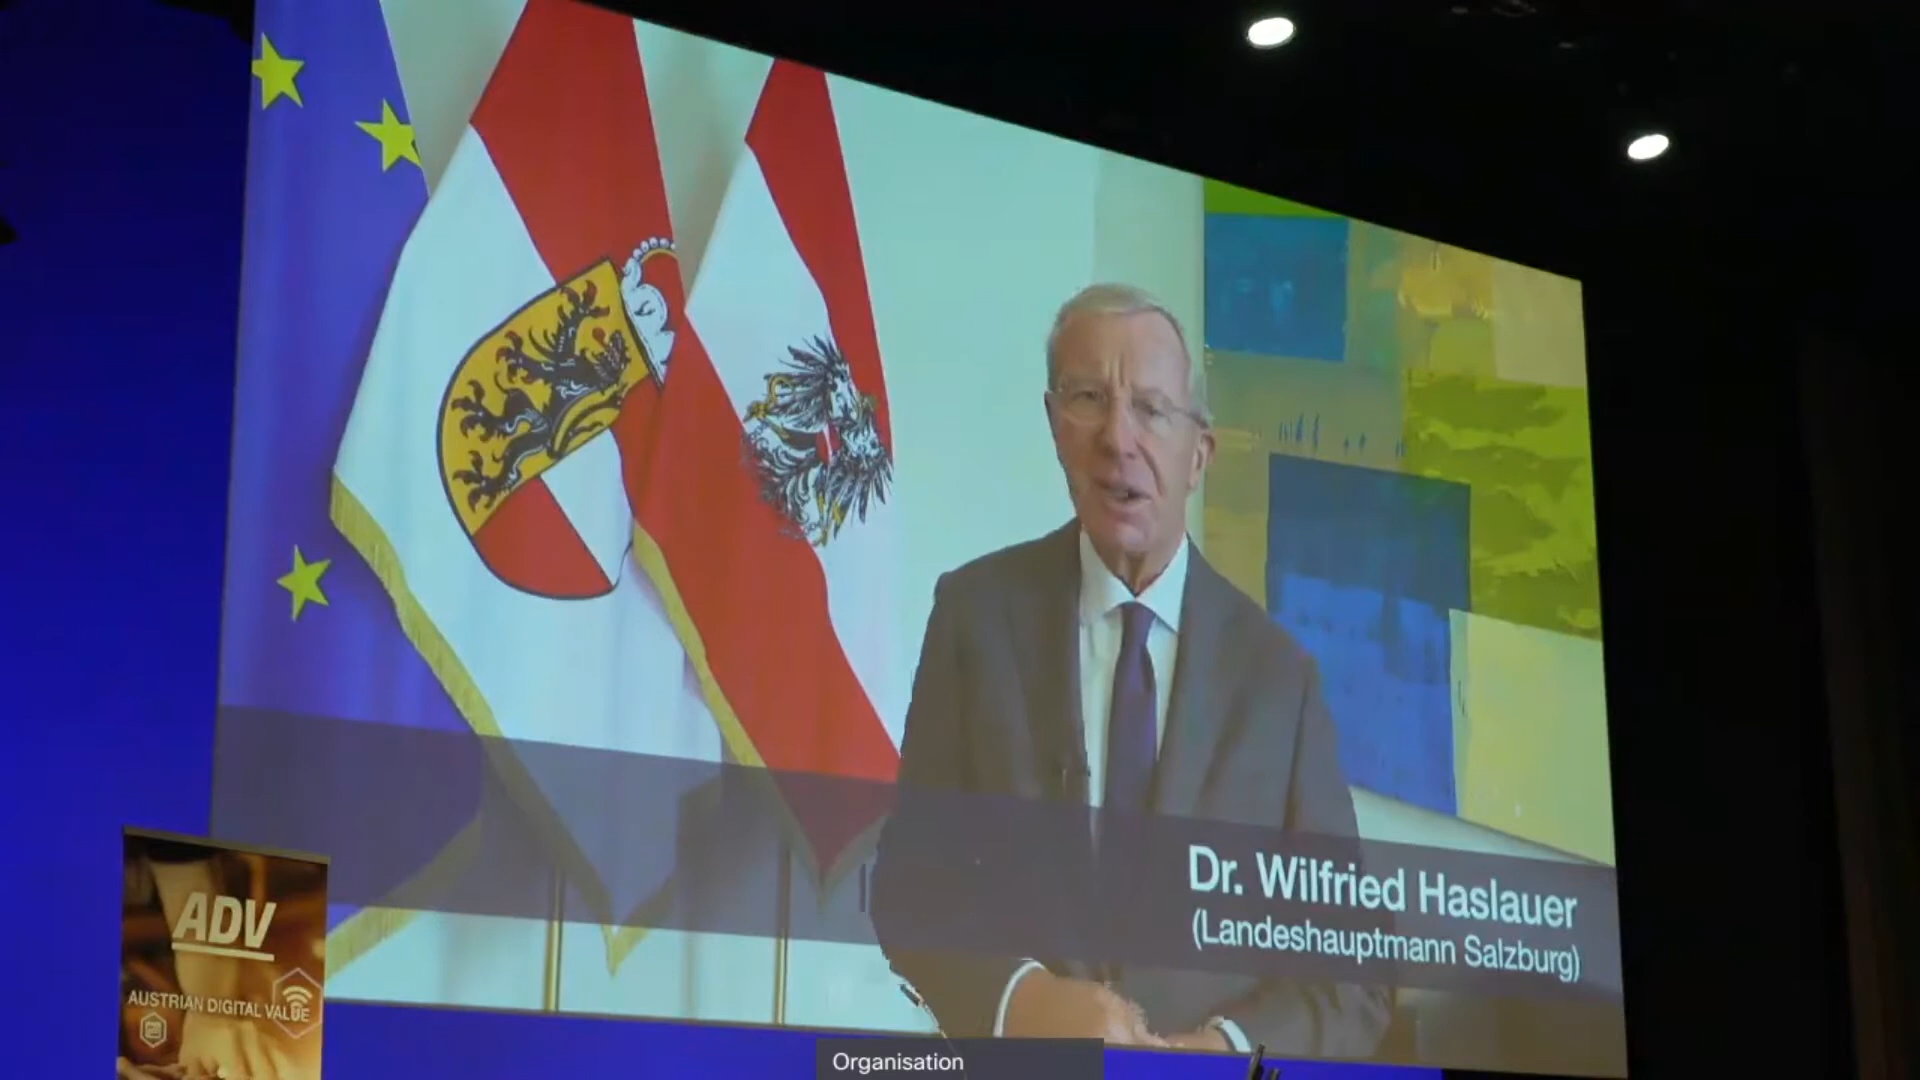 Dr. Wilfried Haslauer
(Landeshauptmann Salzburg)
ADV
AUSTRIAN DIGITAL VALUE
Organisation